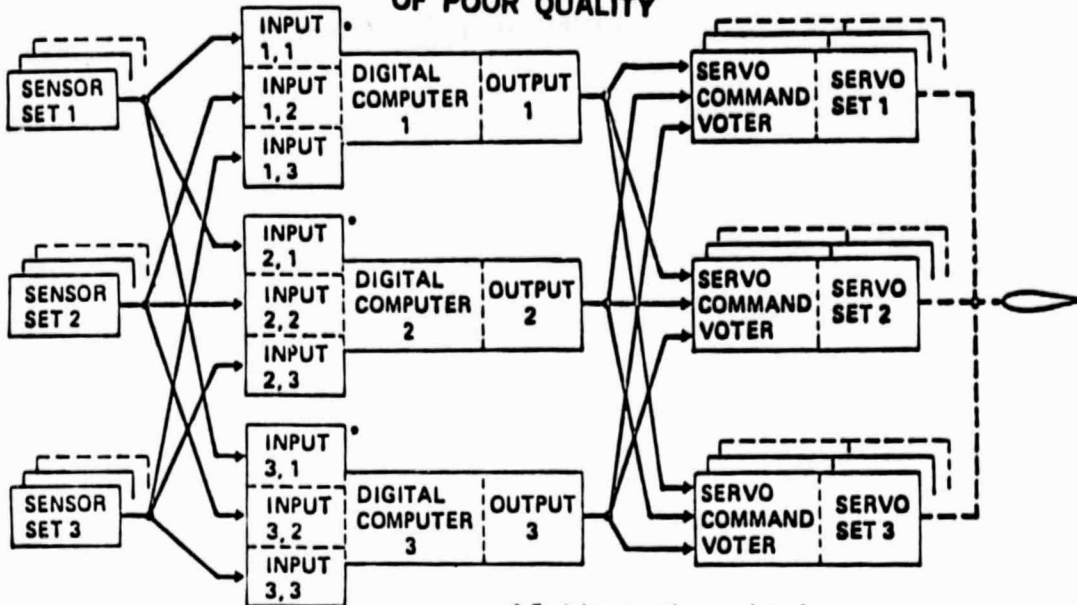 OF POOR QUALITY
SENSOR
SET 1
INPUT
1,1
INPUT
1,2
INPUT
1,3
DIGITAL
COMPUTER
1
OUTPUT
1
SERVO
COMMAND
VOTER
SERVO
SET 1
SENSOR
SET 2
INPUT
2,1
INPUT
2,2
INPUT
2,3
DIGITAL
COMPUTER
2
OUTPUT
2
SERVO
COMMAND
VOTER
SERVO
SET 2
SENSOR
SET 3
INPUT
3,1
INPUT
3,2
INPUT
3,3
DIGITAL
COMPUTER
3
OUTPUT
3
SERVO
COMMAND
VOTER
SERVO
SET 3